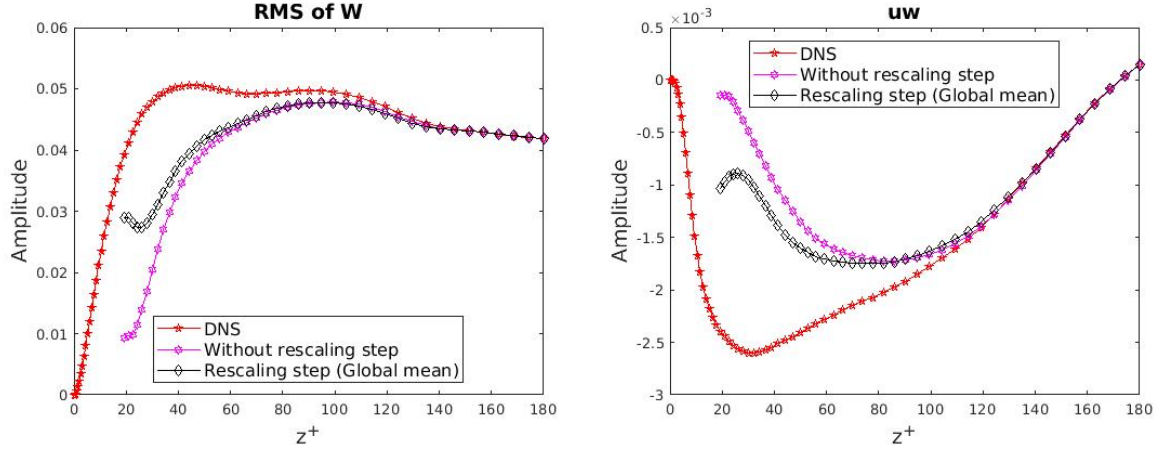 RMS of W
0.06
0.05
0.04
0.03
0.02
0.01
0
Amplitude
DNS
Without rescaling step
Rescaling step (Global mean)
0 20 40 60 80 100 120 140 160 180
z+
uw
×10⁻³
0.5
0
-0.5
-1
-1.5
-2
-2.5
-3
Amplitude
DNS
Without rescaling step
Rescaling step (Global mean)
0 20 40 60 80 100 120 140 160 180
z+